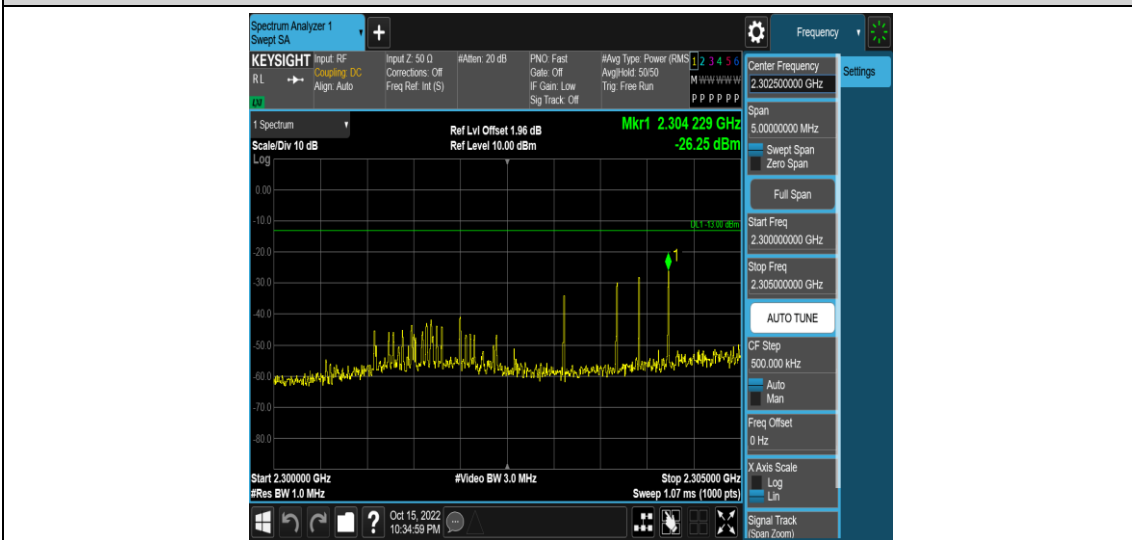 Spectrum Analyzer 1
Swept SA
+
Frequency
KEYSIGHT
R L
LW
Input: RF
Coupling: DC
Align: Auto
Input Z: 50 Ω
Corrections: Off
Freq Ref: Int (S)
#Atten: 20 dB
PNO: Fast
Gate: Off
IF Gain: Low
Sig Track: Off
#Avg Type: Power (RMS
Avg|Hold: 50/50
Trig: Free Run
1 2 3 4 5 6
M W W W W W
P P P P P P
1 Spectrum
Scale/Div 10 dB
Ref Lvl Offset 1.96 dB
Ref Level 10.00 dBm
Mkr1 2.304 229 GHz
-26.25 dBm
Log
0.00
-10.0
-20.0
-30.0
-40.0
-50.0
-60.0
-70.0
-80.0
DL1 -13.00 dBm
1
Start 2.300000 GHz
#Res BW 1.0 MHz
#Video BW 3.0 MHz
Stop 2.305000 GHz
Sweep 1.07 ms (1000 pts)
?
Oct 15, 2022
10:34:59 PM
Center Frequency
2.302500000 GHz
Settings
Span
5.00000000 MHz
Swept Span
Zero Span
Full Span
Start Freq
2.300000000 GHz
Stop Freq
2.305000000 GHz
AUTO TUNE
CF Step
500.000 kHz
Auto
Man
Freq Offset
0 Hz
X Axis Scale
Log
Lin
Signal Track
(Span Zoom)